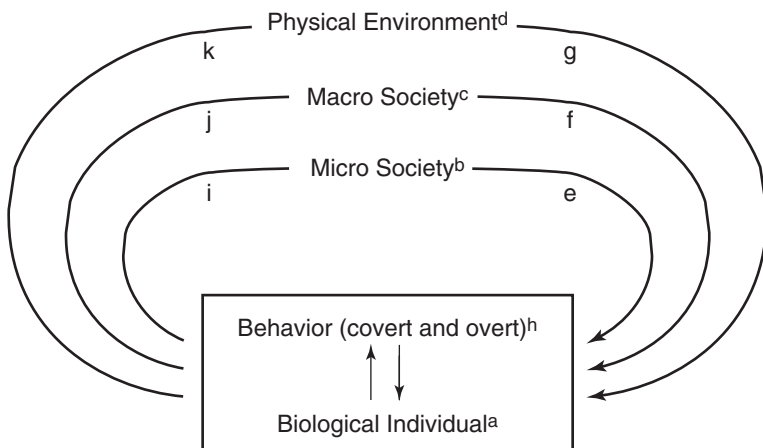 Physical Environmentᵈ
k g
Macro Societyᶜ
j f
Micro Societyᵇ
i e
Behavior (covert and overt)ʰ
Biological Individualᵃ